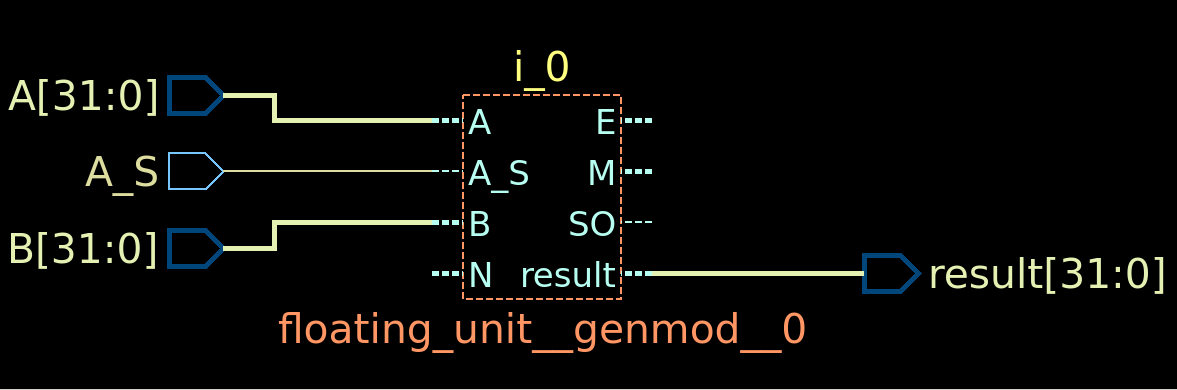 i_0
A[31:0]
A E
A_S A_S M
B[31:0] B SO
N result result[31:0]
floating_unit__genmod__0